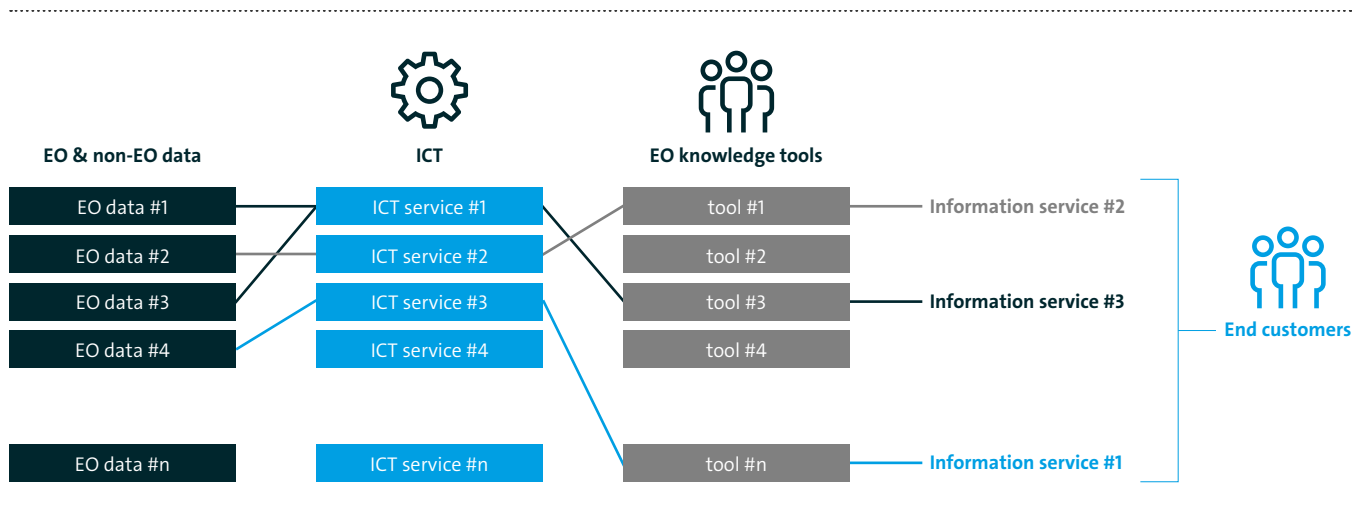 EO & non-EO data
ICT
EO knowledge tools
EO data #1
ICT service #1
tool #1
Information service #2
EO data #2
ICT service #2
tool #2
EO data #3
ICT service #3
tool #3
Information service #3
End customers
EO data #4
ICT service #4
tool #4
EO data #n
ICT service #n
tool #n
Information service #1